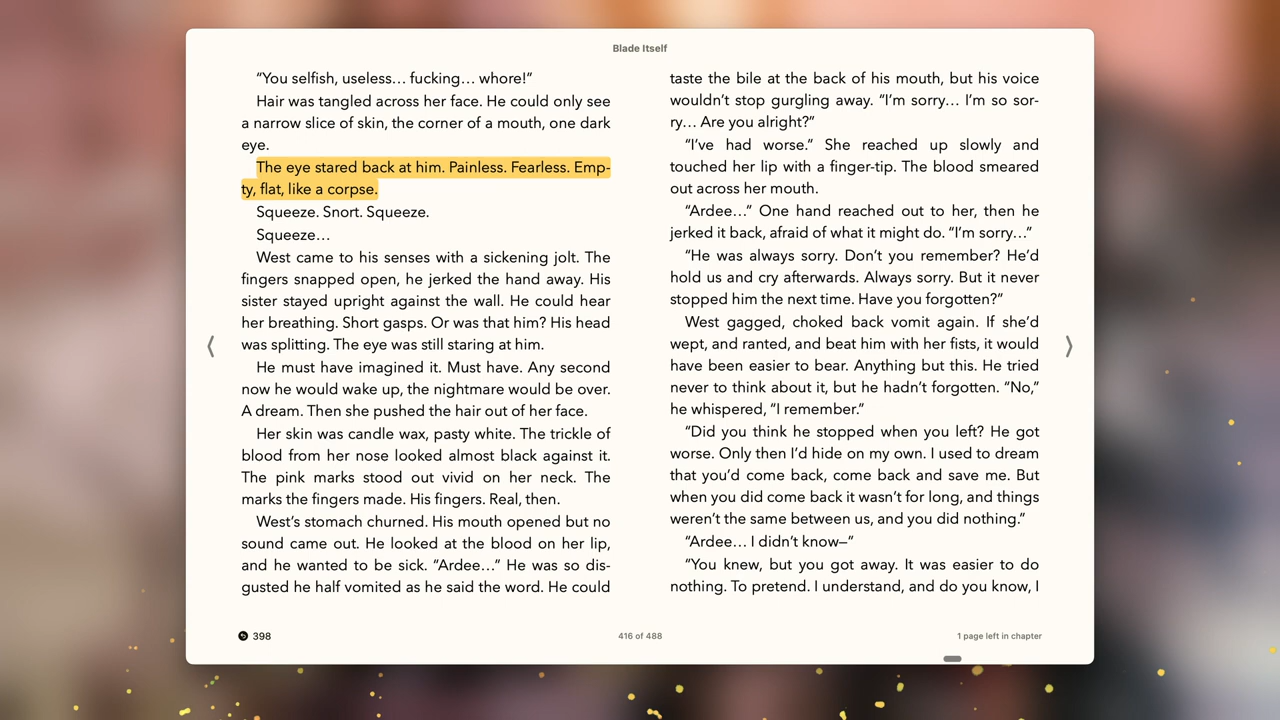 Blade Itself
“You selfish, useless… fucking… whore!”
Hair was tangled across her face. He could only see
a narrow slice of skin, the corner of a mouth, one dark
eye.
The eye stared back at him. Painless. Fearless. Emp-
ty, flat, like a corpse.
Squeeze. Snort. Squeeze.
Squeeze…
West came to his senses with a sickening jolt. The
fingers snapped open, he jerked the hand away. His
sister stayed upright against the wall. He could hear
her breathing. Short gasps. Or was that him? His head
was splitting. The eye was still staring at him.
He must have imagined it. Must have. Any second
now he would wake up, the nightmare would be over.
A dream. Then she pushed the hair out of her face.
Her skin was candle wax, pasty white. The trickle of
blood from her nose looked almost black against it.
The pink marks stood out vivid on her neck. The
marks the fingers made. His fingers. Real, then.
West’s stomach churned. His mouth opened but no
sound came out. He looked at the blood on her lip,
and he wanted to be sick. “Ardee…” He was so dis-
gusted he half vomited as he said the word. He could
taste the bile at the back of his mouth, but his voice
wouldn’t stop gurgling away. “I’m sorry… I’m so sor-
ry… Are you alright?”
“I’ve had worse.” She reached up slowly and
touched her lip with a finger-tip. The blood smeared
out across her mouth.
“Ardee…” One hand reached out to her, then he
jerked it back, afraid of what it might do. “I’m sorry…”
“He was always sorry. Don’t you remember? He’d
hold us and cry afterwards. Always sorry. But it never
stopped him the next time. Have you forgotten?”
West gagged, choked back vomit again. If she’d
wept, and ranted, and beat him with her fists, it would
have been easier to bear. Anything but this. He tried
never to think about it, but he hadn’t forgotten. “No,”
he whispered, “I remember.”
“Did you think he stopped when you left? He got
worse. Only then I’d hide on my own. I used to dream
that you’d come back, come back and save me. But
when you did come back it wasn’t for long, and things
weren’t the same between us, and you did nothing.”
“Ardee… I didn’t know—“
“You knew, but you got away. It was easier to do
nothing. To pretend. I understand, and do you know, I
398
416 of 488
1 page left in chapter